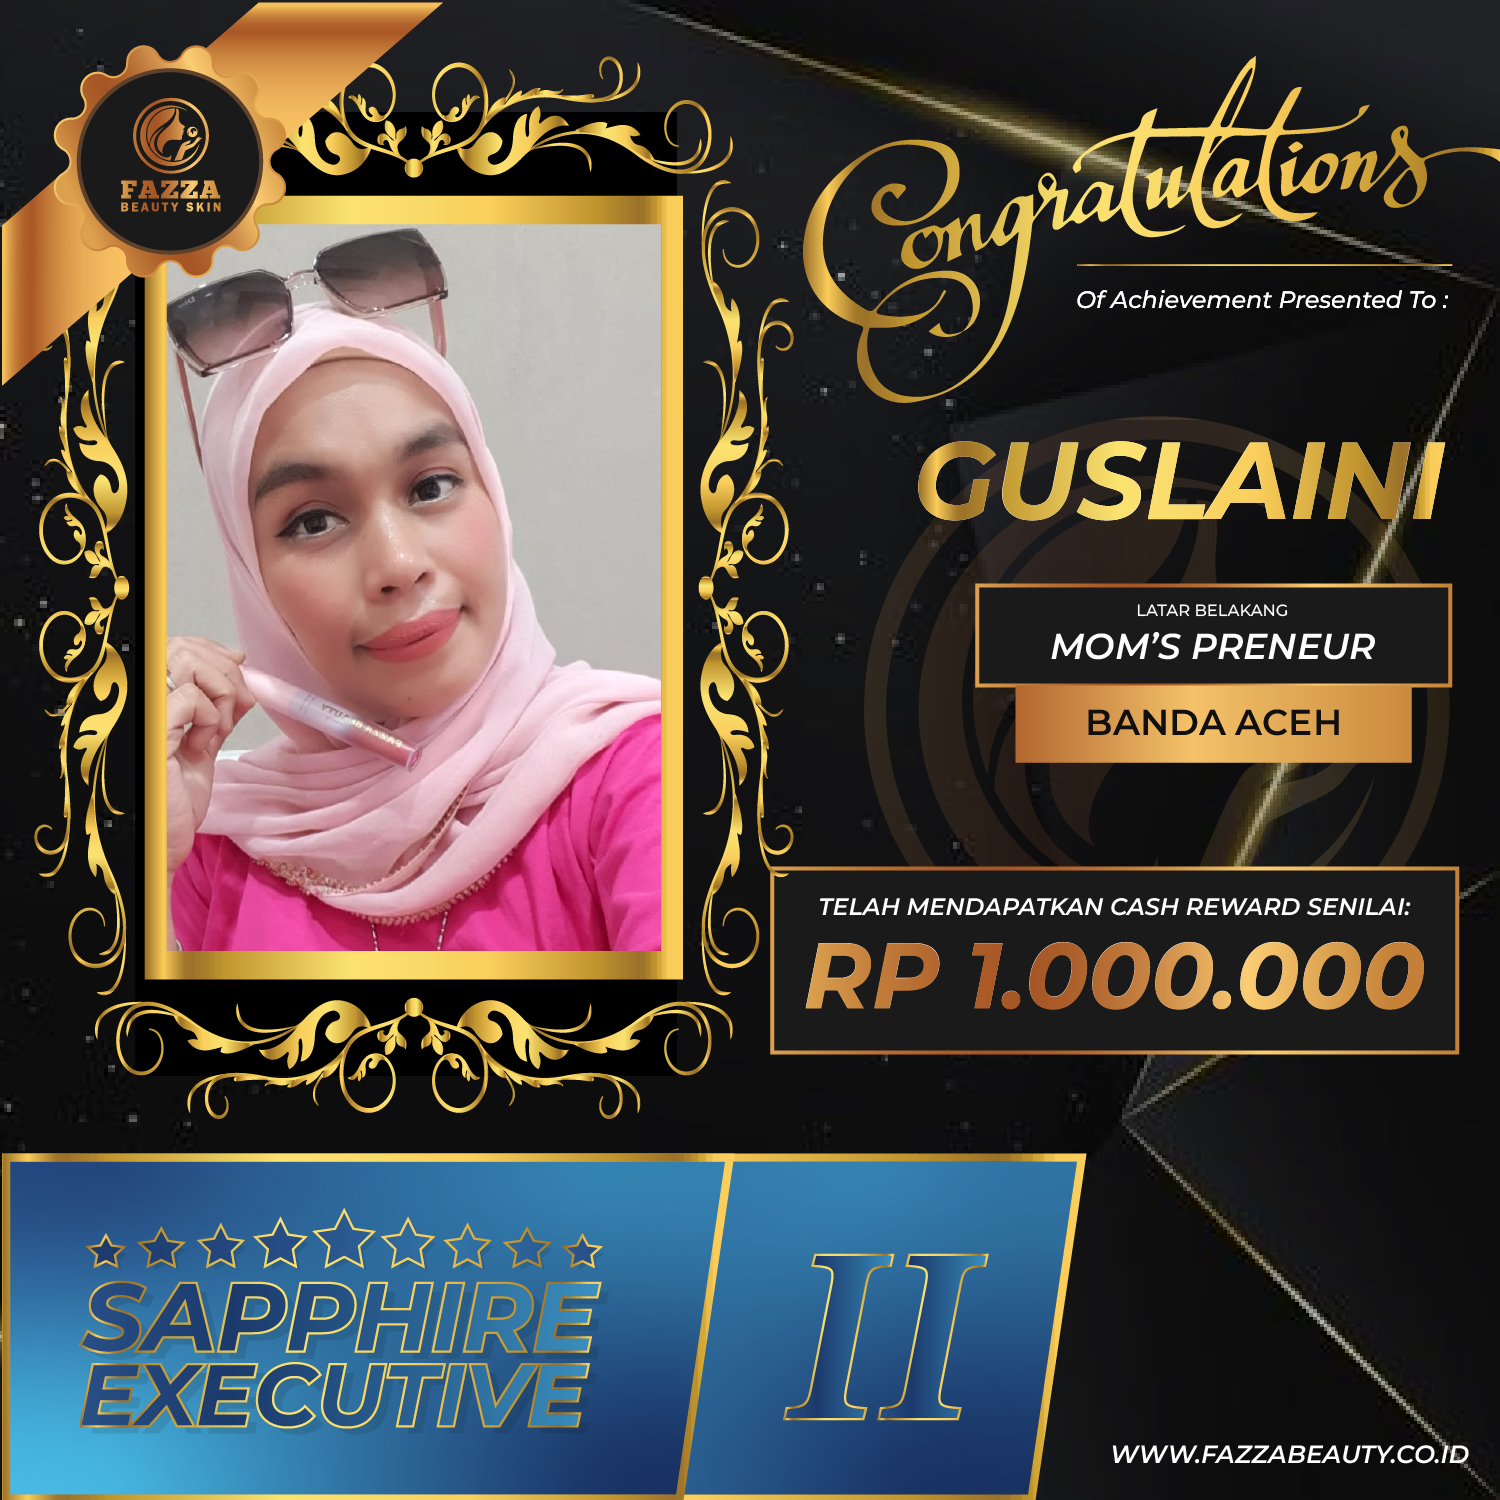 FAZZA
BEAUTY SKIN
Congratulations
Of Achievement Presented To :
GUSLAINI
LATAR BELAKANG
MOM'S PRENEUR
BANDA ACEH
TELAH MENDAPATKAN CASH REWARD SENILAI:
RP 1.000.000
SAPPHIRE
EXECUTIVE
II
WWW.FAZZABEAUTY.CO.ID